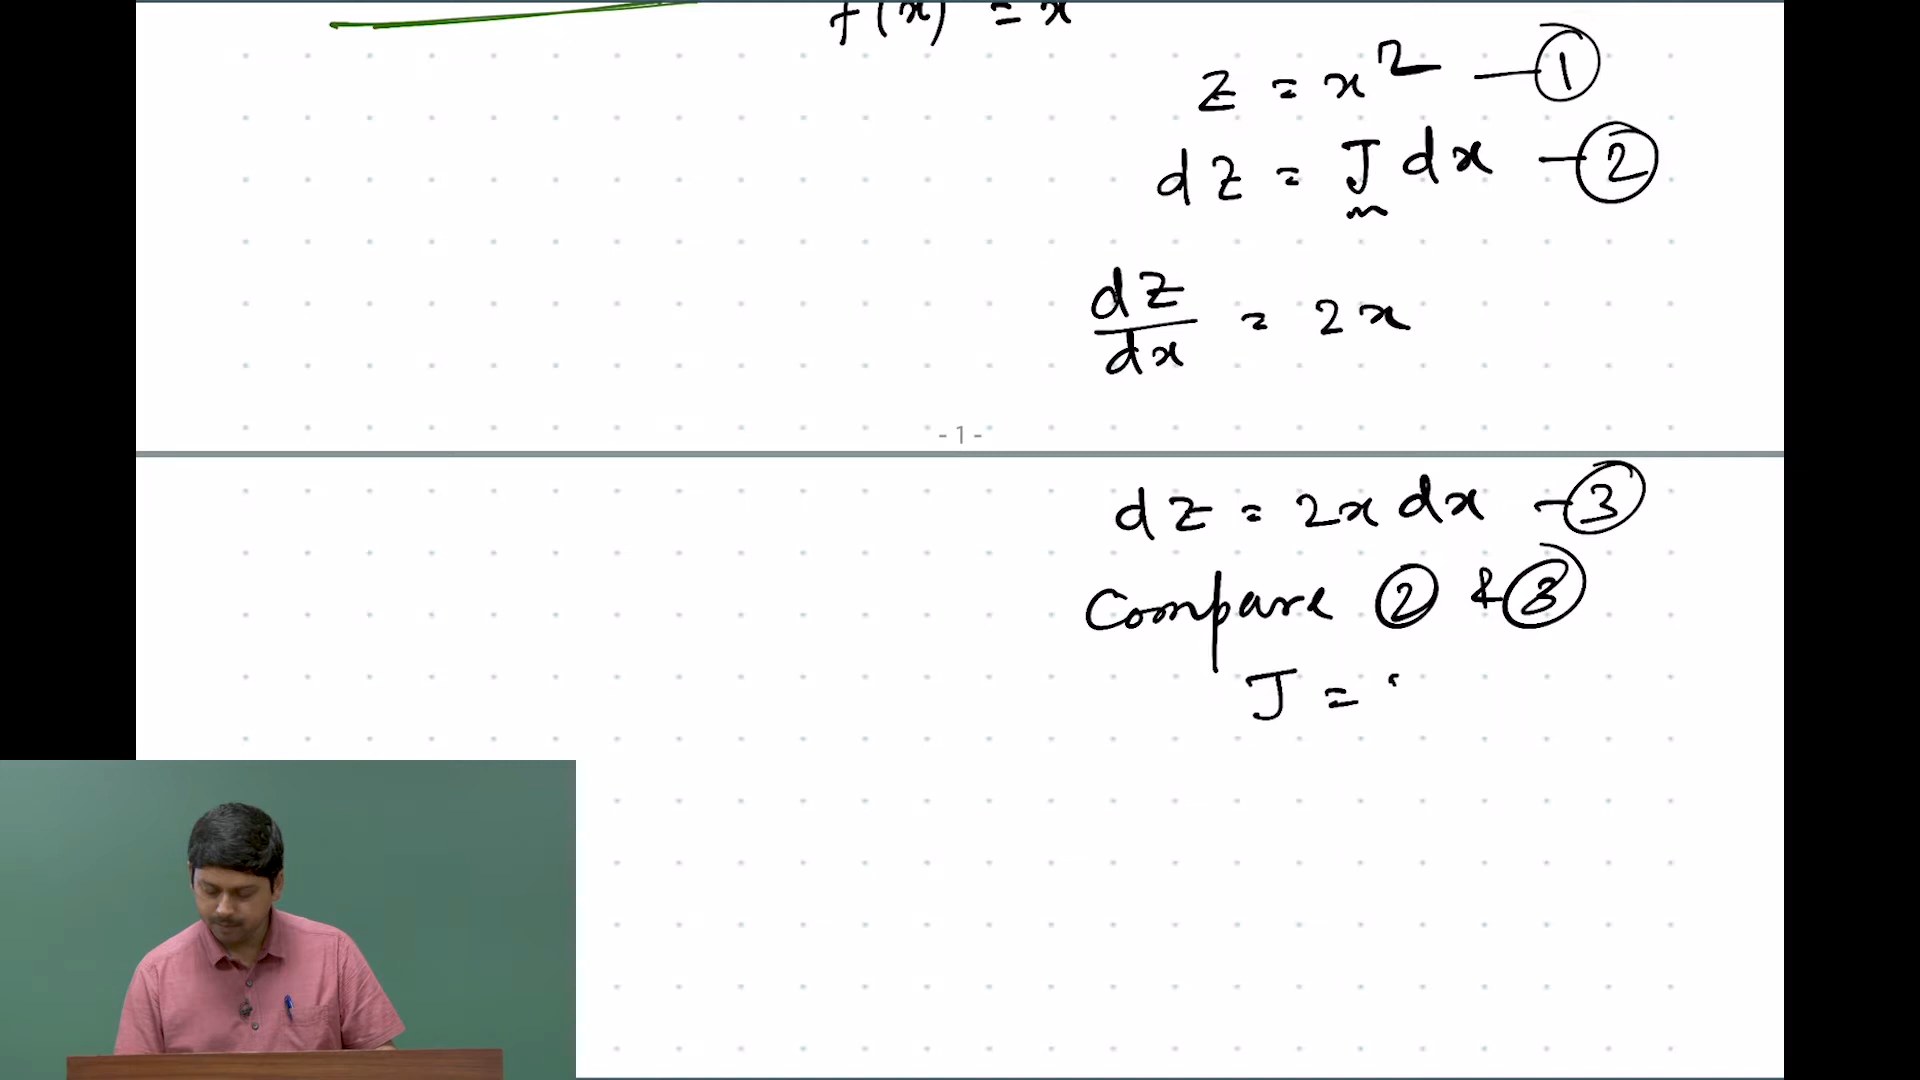 f(x) = x
z = x² — ①
dz = J dx — ②
dz/dx = 2x
- 1 -
dz = 2x dx — ③
Compare ② & ③
J =